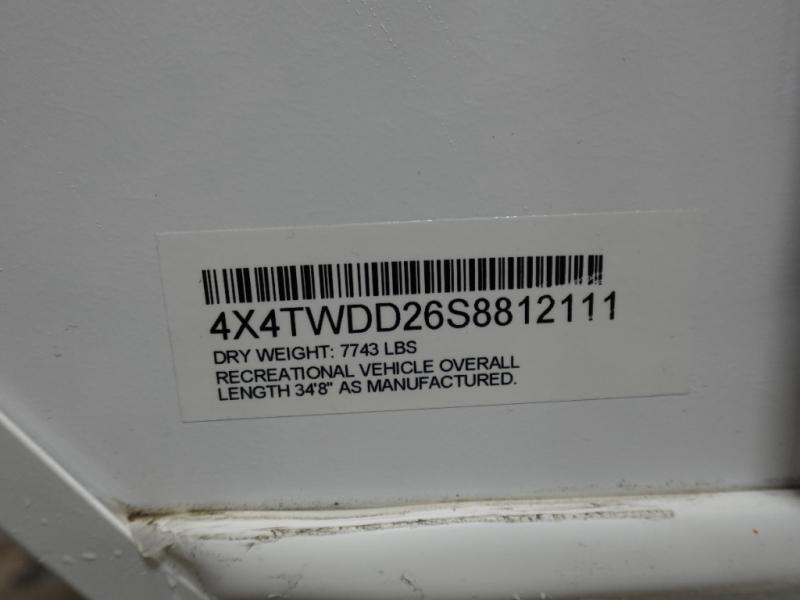 4X4TWDD26S8812111
DRY WEIGHT: 7743 LBS
RECREATIONAL VEHICLE OVERALL
LENGTH 34'8" AS MANUFACTURED.